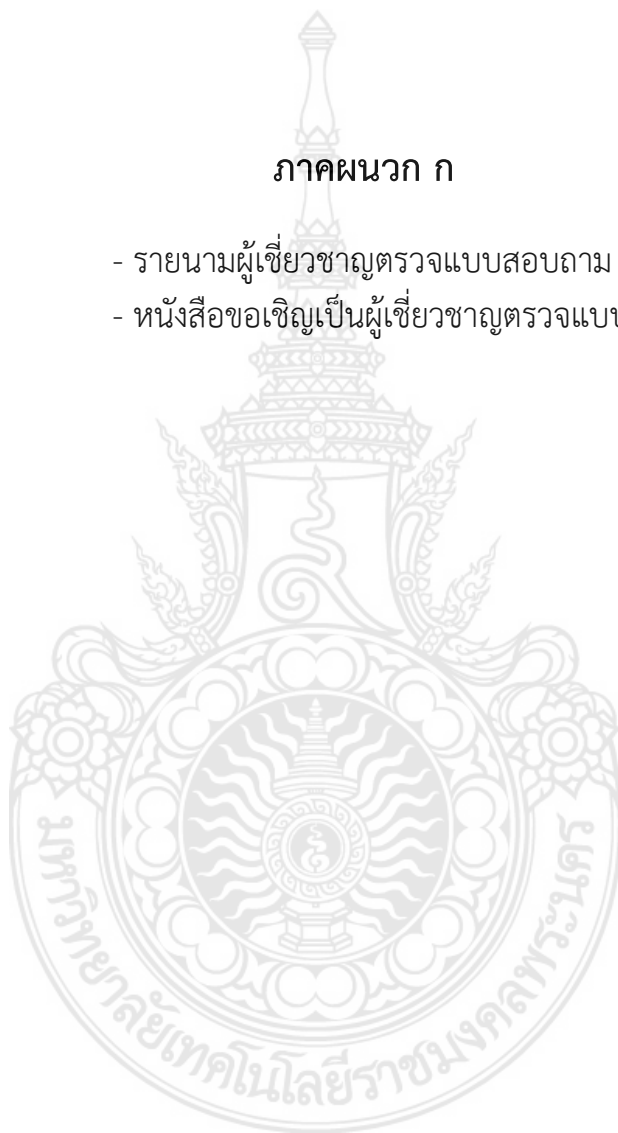 ภาคผนวก ก
- รายนามผู้เชี่ยวชาญตรวจแบบสอบถาม
- หนังสือขอเชิญเป็นผู้เชี่ยวชาญตรวจแบบ
มหาวิทยาลัยเทคโนโลยีราชมงคลพระนคร